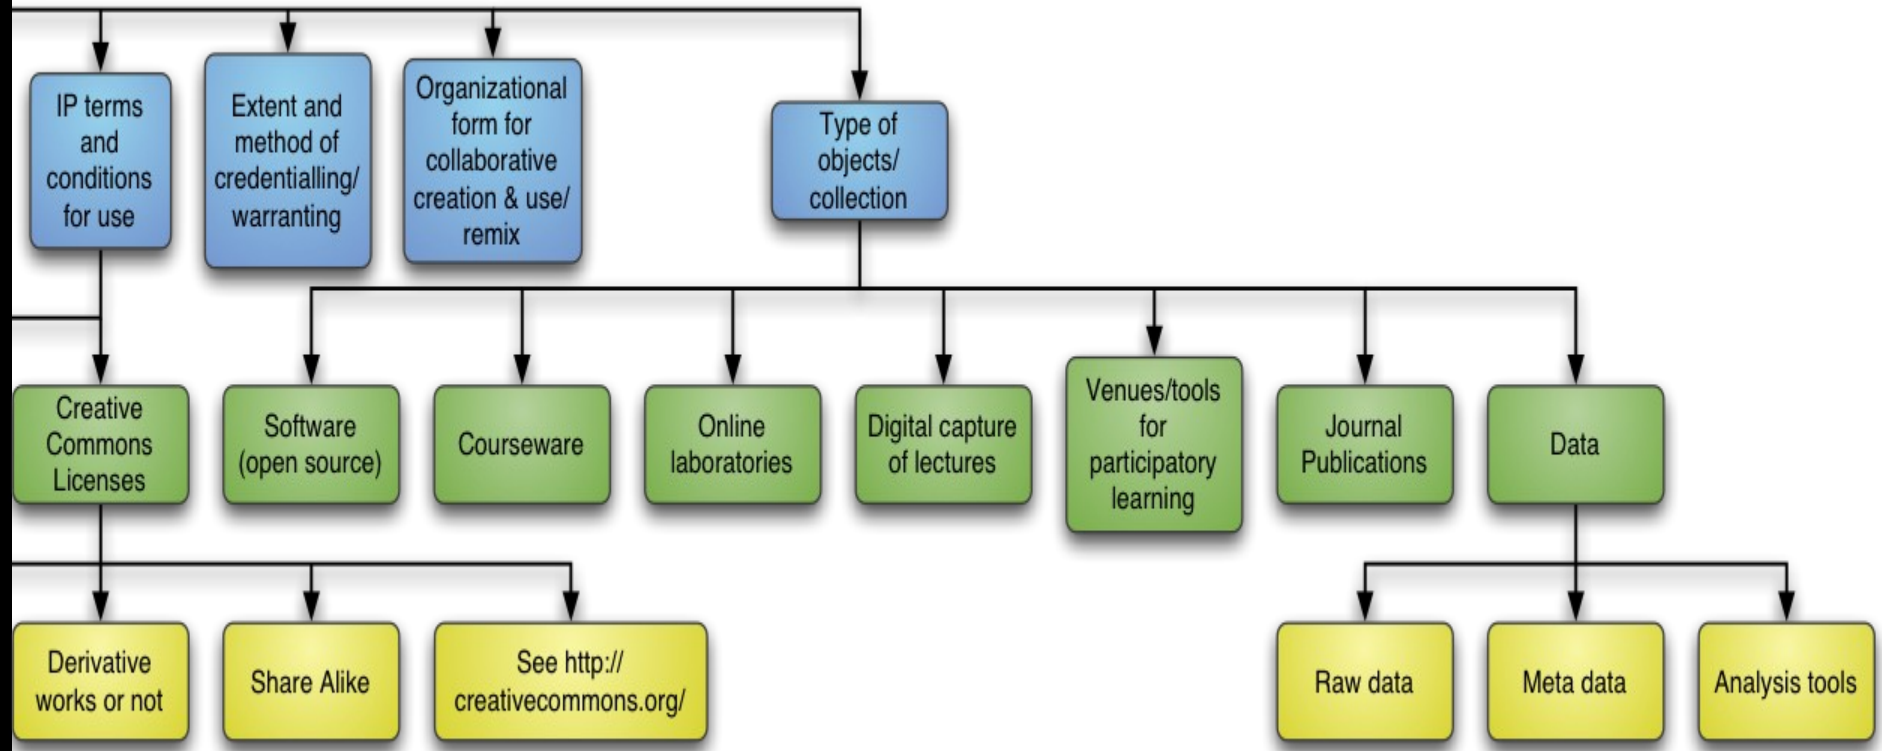 IP terms
and
conditions
for use
Extent and
method of
credentialling/
warranting
Organizational
form for
collaborative
creation & use/
remix
Type of
objects/
collection
Creative
Commons
Licenses
Software
(open source)
Courseware
Online
laboratories
Digital capture
of lectures
Venues/tools
for
participatory
learning
Journal
Publications
Data
Derivative
works or not
Share Alike
See http://
creativecommons.org/
Raw data
Meta data
Analysis tools